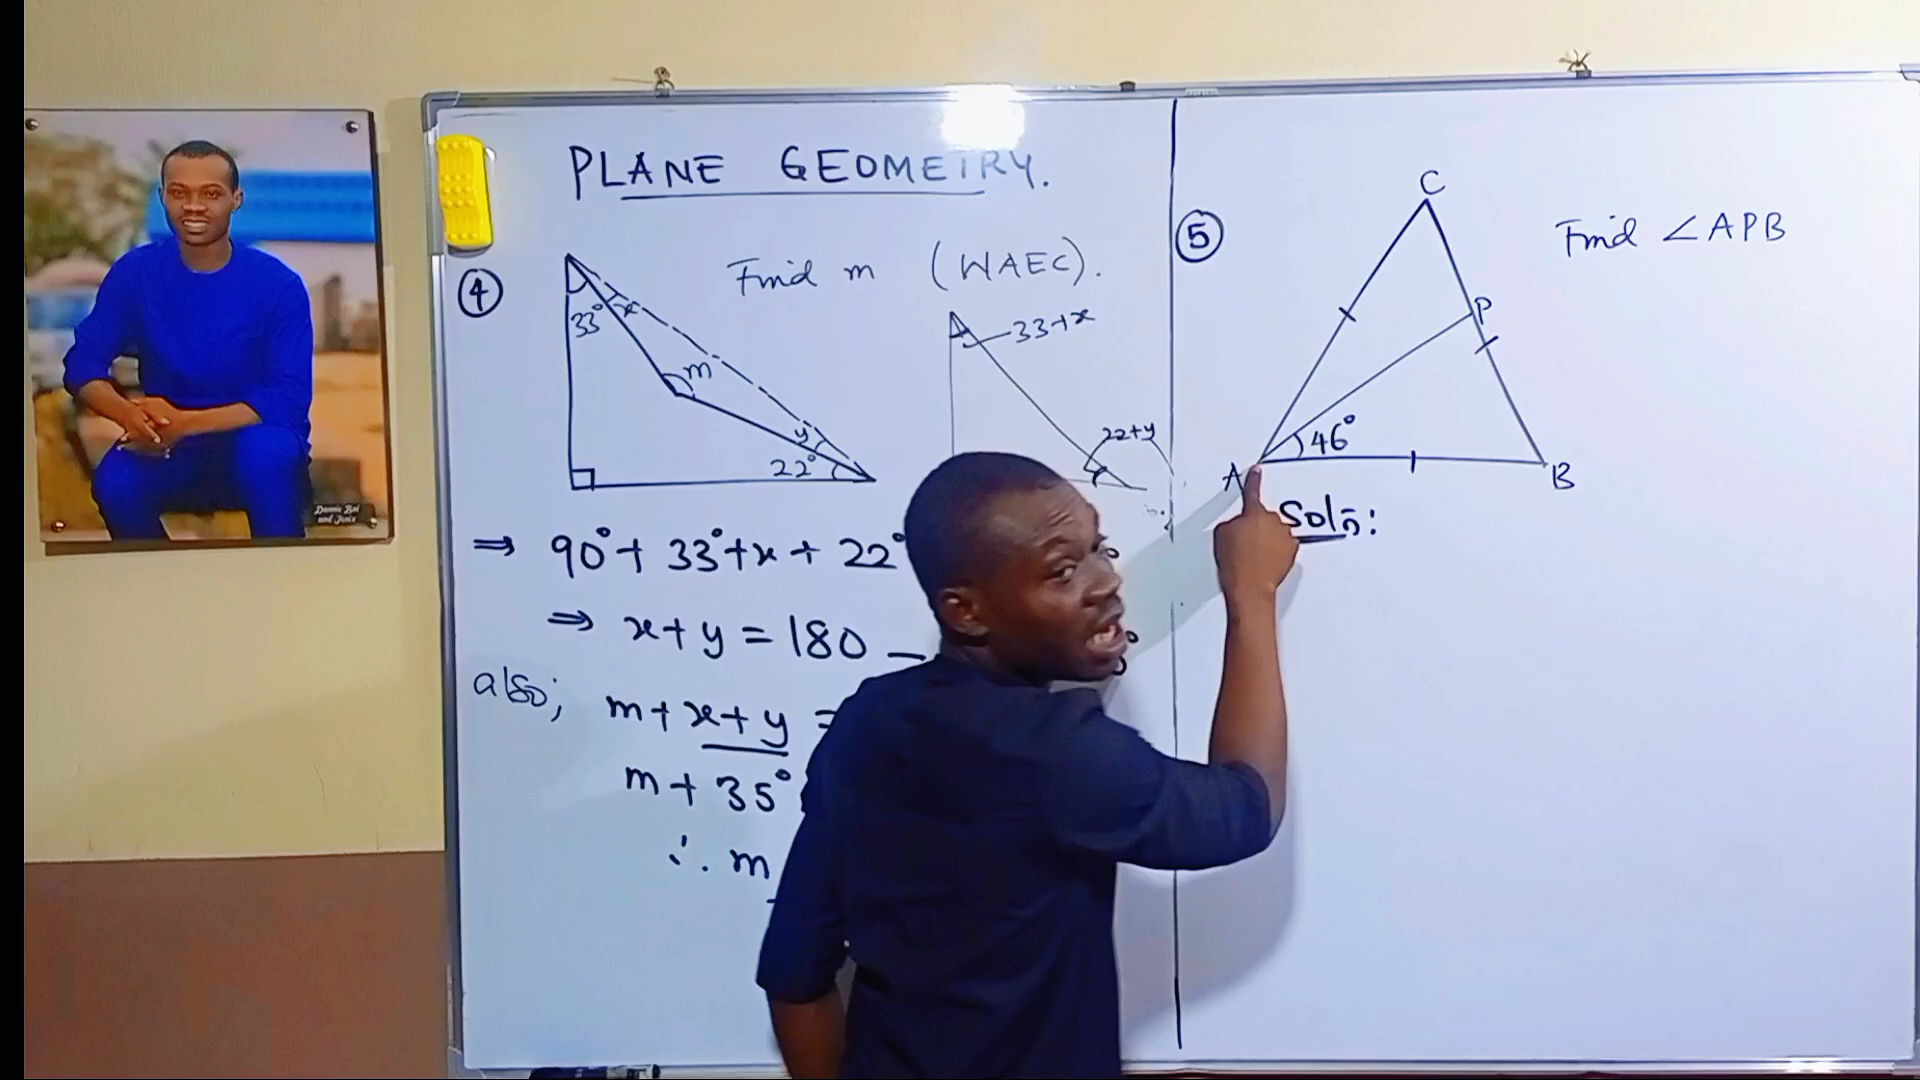 PLANE GEOMETRY.
④ Find m (WAEC).
33°
x
m
y
22°
33+x
22+y
⇒ 90° + 33° + x + 22°
⇒ x + y = 180 –
also; m + x + y =
m + 35°
∴ m
⑤ Find ∠APB
C
P
46°
A
B
Soln: